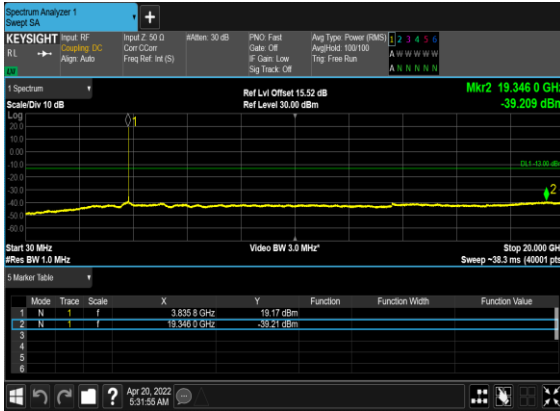 Spectrum Analyzer 1
Swept SA
+
KEYSIGHT Input: RF Input Z: 50 Ω #Atten: 30 dB PNO: Fast Avg Type: Power (RMS) 1 2 3 4 5 6
RL Coupling: DC Corr CCorr Gate: Off Avg|Hold: 100/100 A W W W W W
Align: Auto Freq Ref: Int (S) IF Gain: Low Trig: Free Run
Sig Track: Off A N N N N N
1 Spectrum Ref Lvl Offset 15.52 dB Mkr2 19.346 0 GHz
Scale/Div 10 dB Ref Level 30.00 dBm -39.209 dBm
Log
20.0
10.0
0.00
-10.0
-20.0
-30.0
-40.0
-50.0
-60.0
1
DL1 -13.00 dBm
2
Start 30 MHz Video BW 3.0 MHz* Stop 20.000 GHz
#Res BW 1.0 MHz Sweep ~38.3 ms (40001 pts)
5 Marker Table
Mode Trace Scale X Y Function Function Width Function Value
1 N 1 f 3.835 8 GHz 19.17 dBm
2 N 1 f 19.346 0 GHz -39.21 dBm
3
4
5
6
? Apr 20, 2022
5:31:55 AM